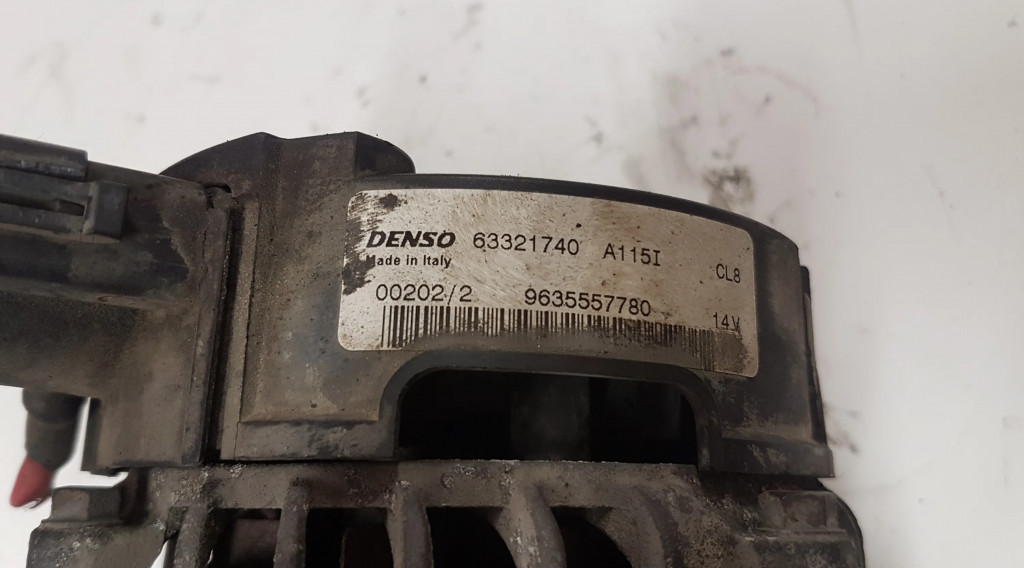 DENSO 63321740 A115I CL8
Made in Italy
00202/2 9635557780 14V